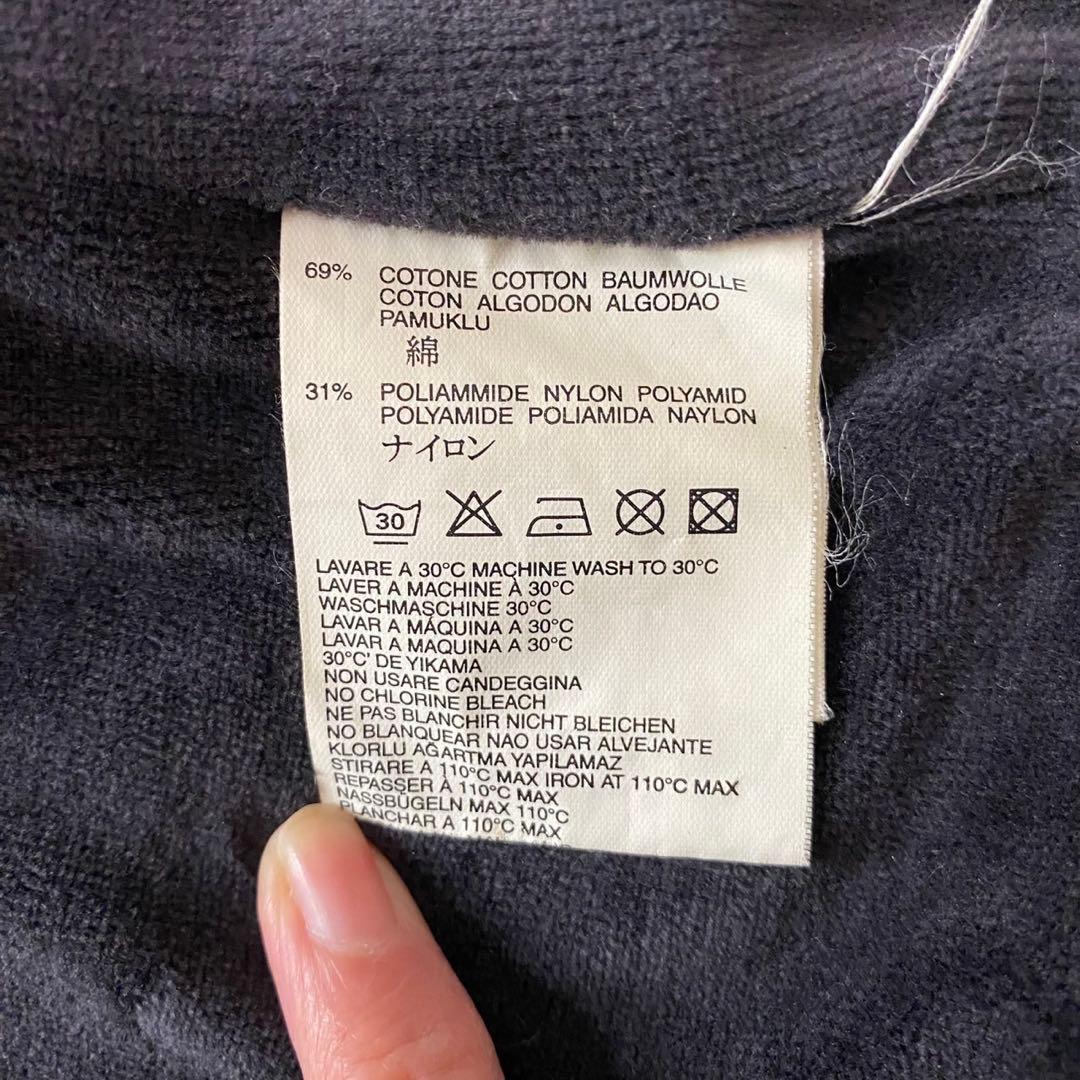 69% COTONE COTTON BAUMWOLLE
COTON ALGODON ALGODAO
PAMUKLU
綿
31% POLIAMMIDE NYLON POLYAMID
POLYAMIDE POLIAMIDA NAYLON
ナイロン
30
LAVARE A 30°C MACHINE WASH TO 30°C
LAVER A MACHINE À 30°C
WASCHMASCHINE 30°C
LAVAR A MÁQUINA A 30°C
LAVAR A MAQUINA A 30°C
30°C' DE YIKAMA
NON USARE CANDEGGINA
NO CHLORINE BLEACH
NE PAS BLANCHIR NICHT BLEICHEN
NO BLANQUEAR NAO USAR ALVEJANTE
KLORLU AĞARTMA YAPILAMAZ
STIRARE A 110°C MAX IRON AT 110°C MAX
REPASSER À 110°C MAX
NASSBÜGELN MAX 110°C
PLANCHAR A 110°C MAX